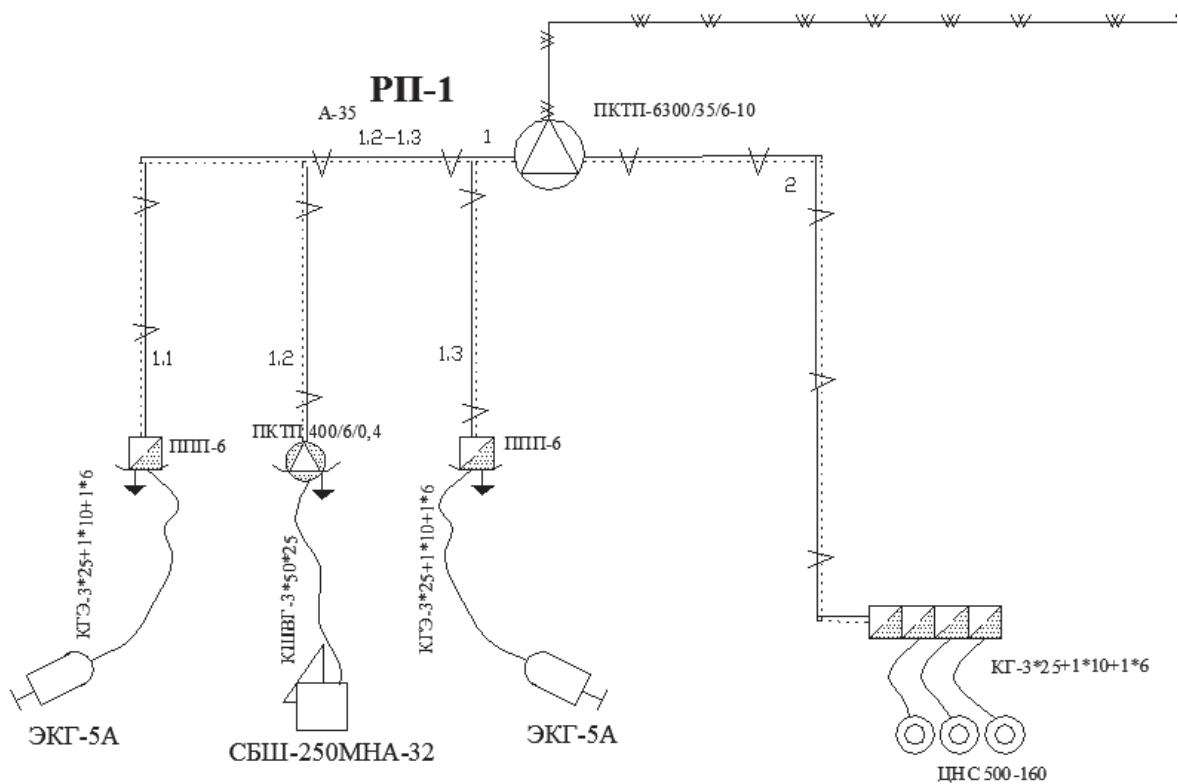 РП-1
ПКТП-6300/35/6-10
А-35
1.2-1.3
1
2
1.1
1.2
1.3
ППП-6
ПКТП 400/6/0,4
ППП-6
КГЭ-3*25+1*10+1*6
КШВГ-3*50*25
КГЭ-3*25+1*10+1*6
КГ-3*25+1*10+1*6
ЭКГ-5А
СБШ-250МНА-32
ЭКГ-5А
ЦНС 500-160